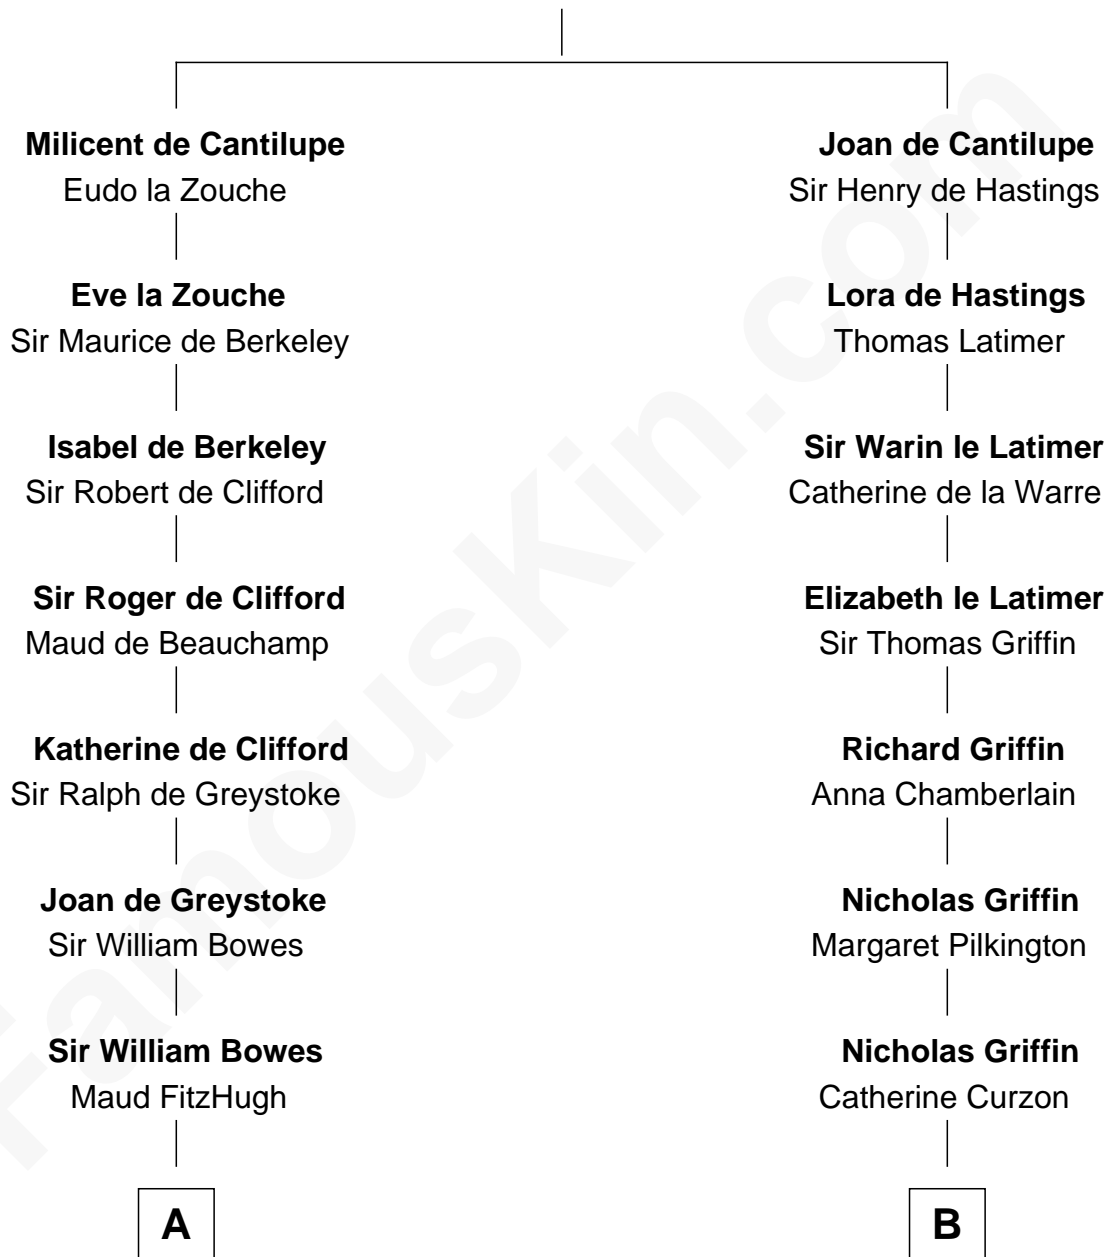 Milicent de Cantilupe
Eudo la Zouche
Eve la Zouche
Sir Maurice de Berkeley
Isabel de Berkeley
Sir Robert de Clifford
Sir Roger de Clifford
Maud de Beauchamp
Katherine de Clifford
Sir Ralph de Greystoke
Joan de Greystoke
Sir William Bowes
Sir William Bowes
Maud FitzHugh
A
Joan de Cantilupe
Sir Henry de Hastings
Lora de Hastings
Thomas Latimer
Sir Warin le Latimer
Catherine de la Warre
Elizabeth le Latimer
Sir Thomas Griffin
Richard Griffin
Anna Chamberlain
Nicholas Griffin
Margaret Pilkington
Nicholas Griffin
Catherine Curzon
B
FamousKin.com